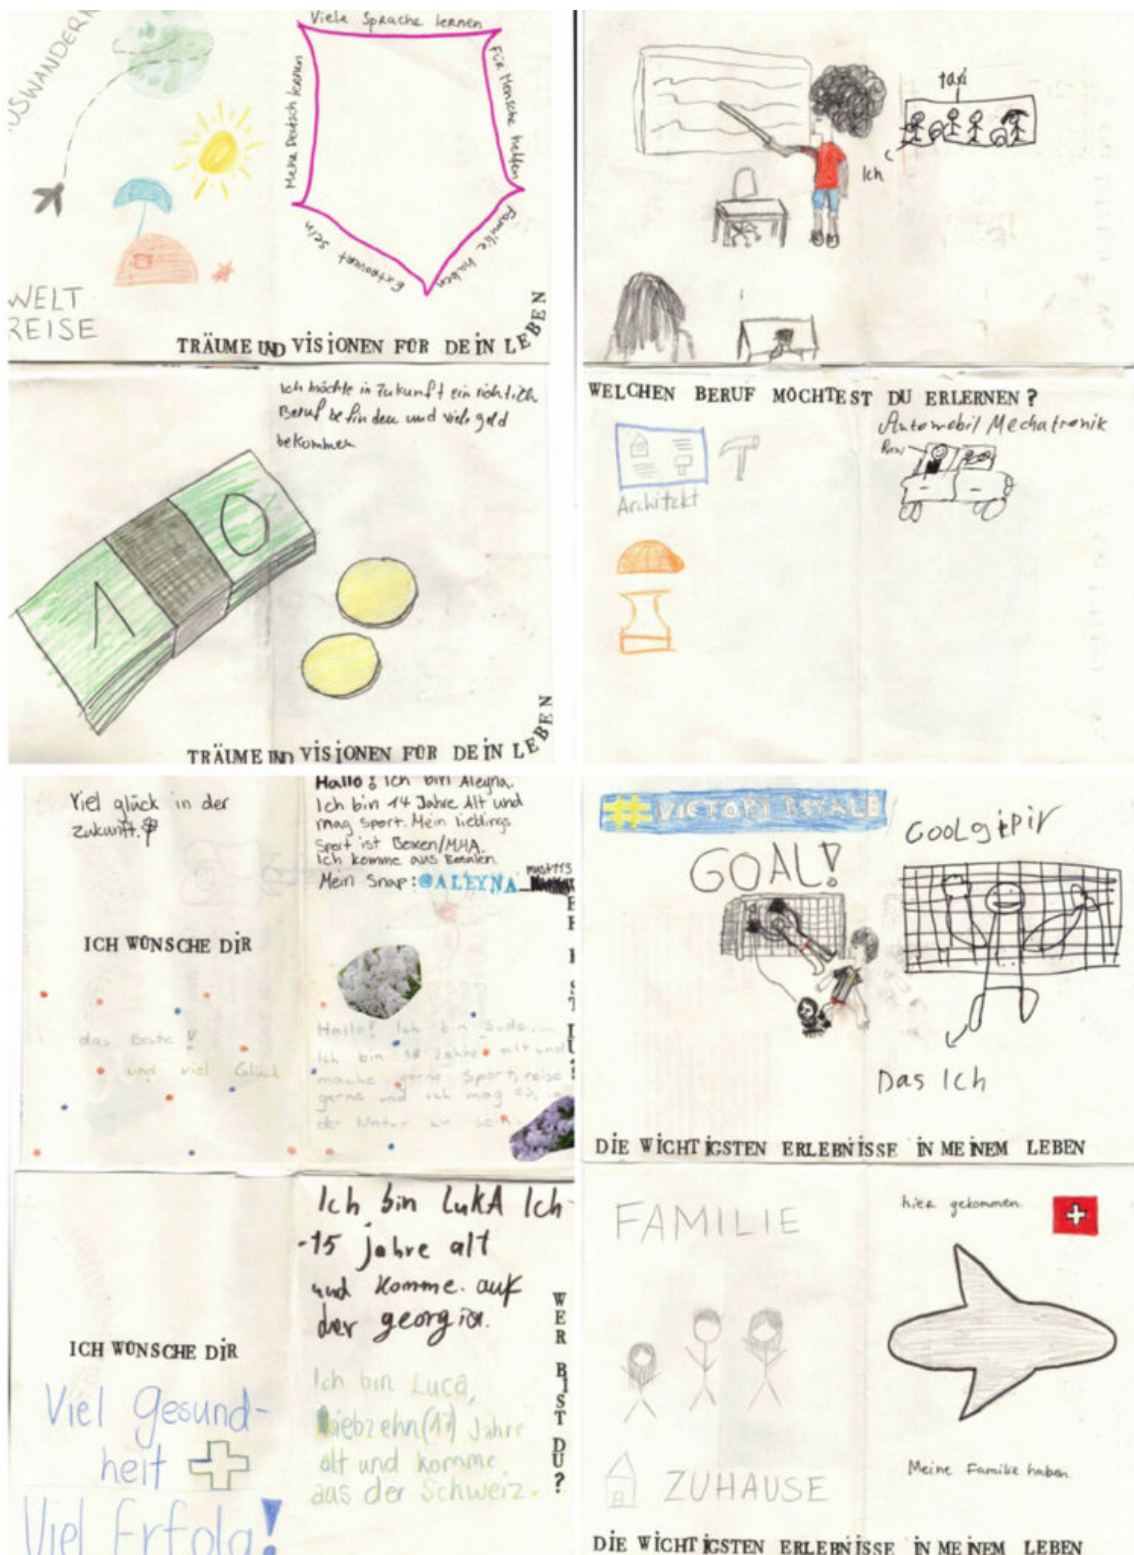 AUSWANDERN
WELT
REISE
Viele Sprache lernen
Für Mensche helfen
Familie haben
Extrovert sein
Mehr Deutsch lernen
TRÄUME UND VISIONEN FÜR DEIN LEBEN
taxi
Ich
Ich möchte in Zukunft ein
Beruf befinden und viele geld
bekommen
TRÄUME UND VISIONEN FÜR DEIN LEBEN
WELCHEN BERUF MÖCHTEST DU ERLERNEN?
Architekt
Automobil Mechatronik
Viel glück in der
Zukunft.
ICH WÜNSCHE DIR
das Beste!
und viel Glück
Hallo! Ich bin Aleyna.
Ich bin 14 Jahre Alt und
mag Sport. Mein lieblings
Sport ist Boxen/MMA.
Ich komme aus Bosnien.
Mein Snap: @ALEYNA_
Hallo! Ich bin Sude.
Ich bin 18 Jahre alt und
mache gerne Sport, reise
gerne und ich mag es, in
der Natur zu sein.
#VICTORY ROYALE
GOAL!
GOOLgipir
Das Ich
DIE WICHTIGSTEN ERLEBNISSE IN MEINEM LEBEN
ICH WÜNSCHE DIR
Viel Gesund-
heit
Viel Erfolg!
Ich bin LukA Ich
15 jahre alt
und komme. auf
der georgia.
Ich bin Luca,
Siebzehn(17) Jahre
alt und komme
aus der Schweiz.
WER BIST DU?
FAMILIE
ZUHAUSE
hier gekommen.
Meine Familie haben
DIE WICHTIGSTEN ERLEBNISSE IN MEINEM LEBEN